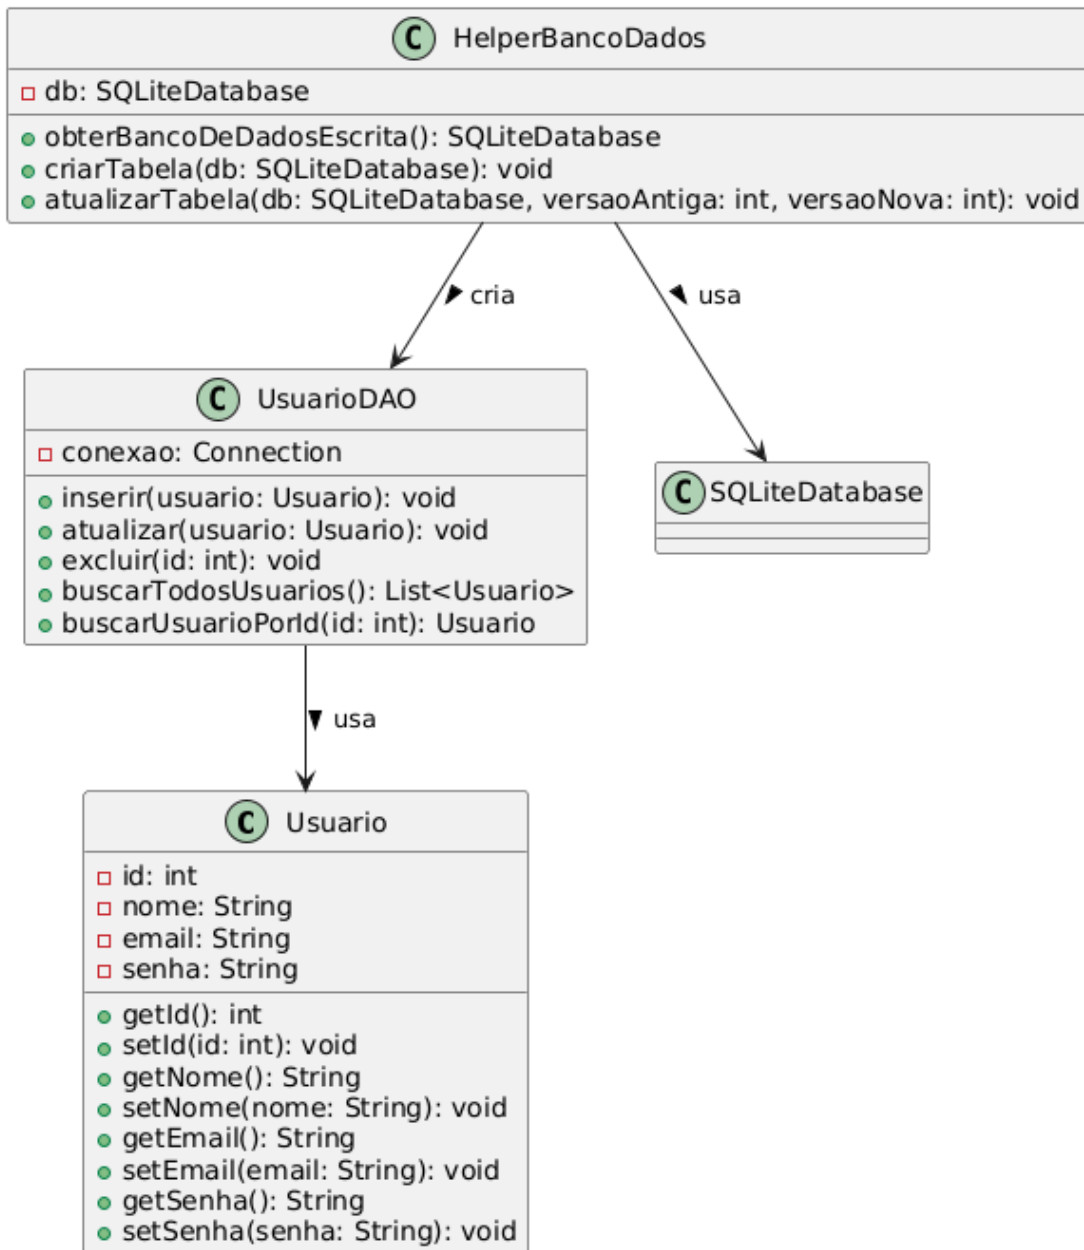 C HelperBancoDados
db: SQLiteDatabase
obterBancoDeDadosEscrita(): SQLiteDatabase
criarTabela(db: SQLiteDatabase): void
atualizarTabela(db: SQLiteDatabase, versaoAntiga: int, versaoNova: int): void
cria
usa
C UsuarioDAO
conexao: Connection
inserir(usuario: Usuario): void
atualizar(usuario: Usuario): void
excluir(id: int): void
buscarTodosUsuarios(): List<Usuario>
buscarUsuarioPorId(id: int): Usuario
C SQLiteDatabase
usa
C Usuario
id: int
nome: String
email: String
senha: String
getId(): int
setId(id: int): void
getNome(): String
setNome(nome: String): void
getEmail(): String
setEmail(email: String): void
getSenha(): String
setSenha(senha: String): void